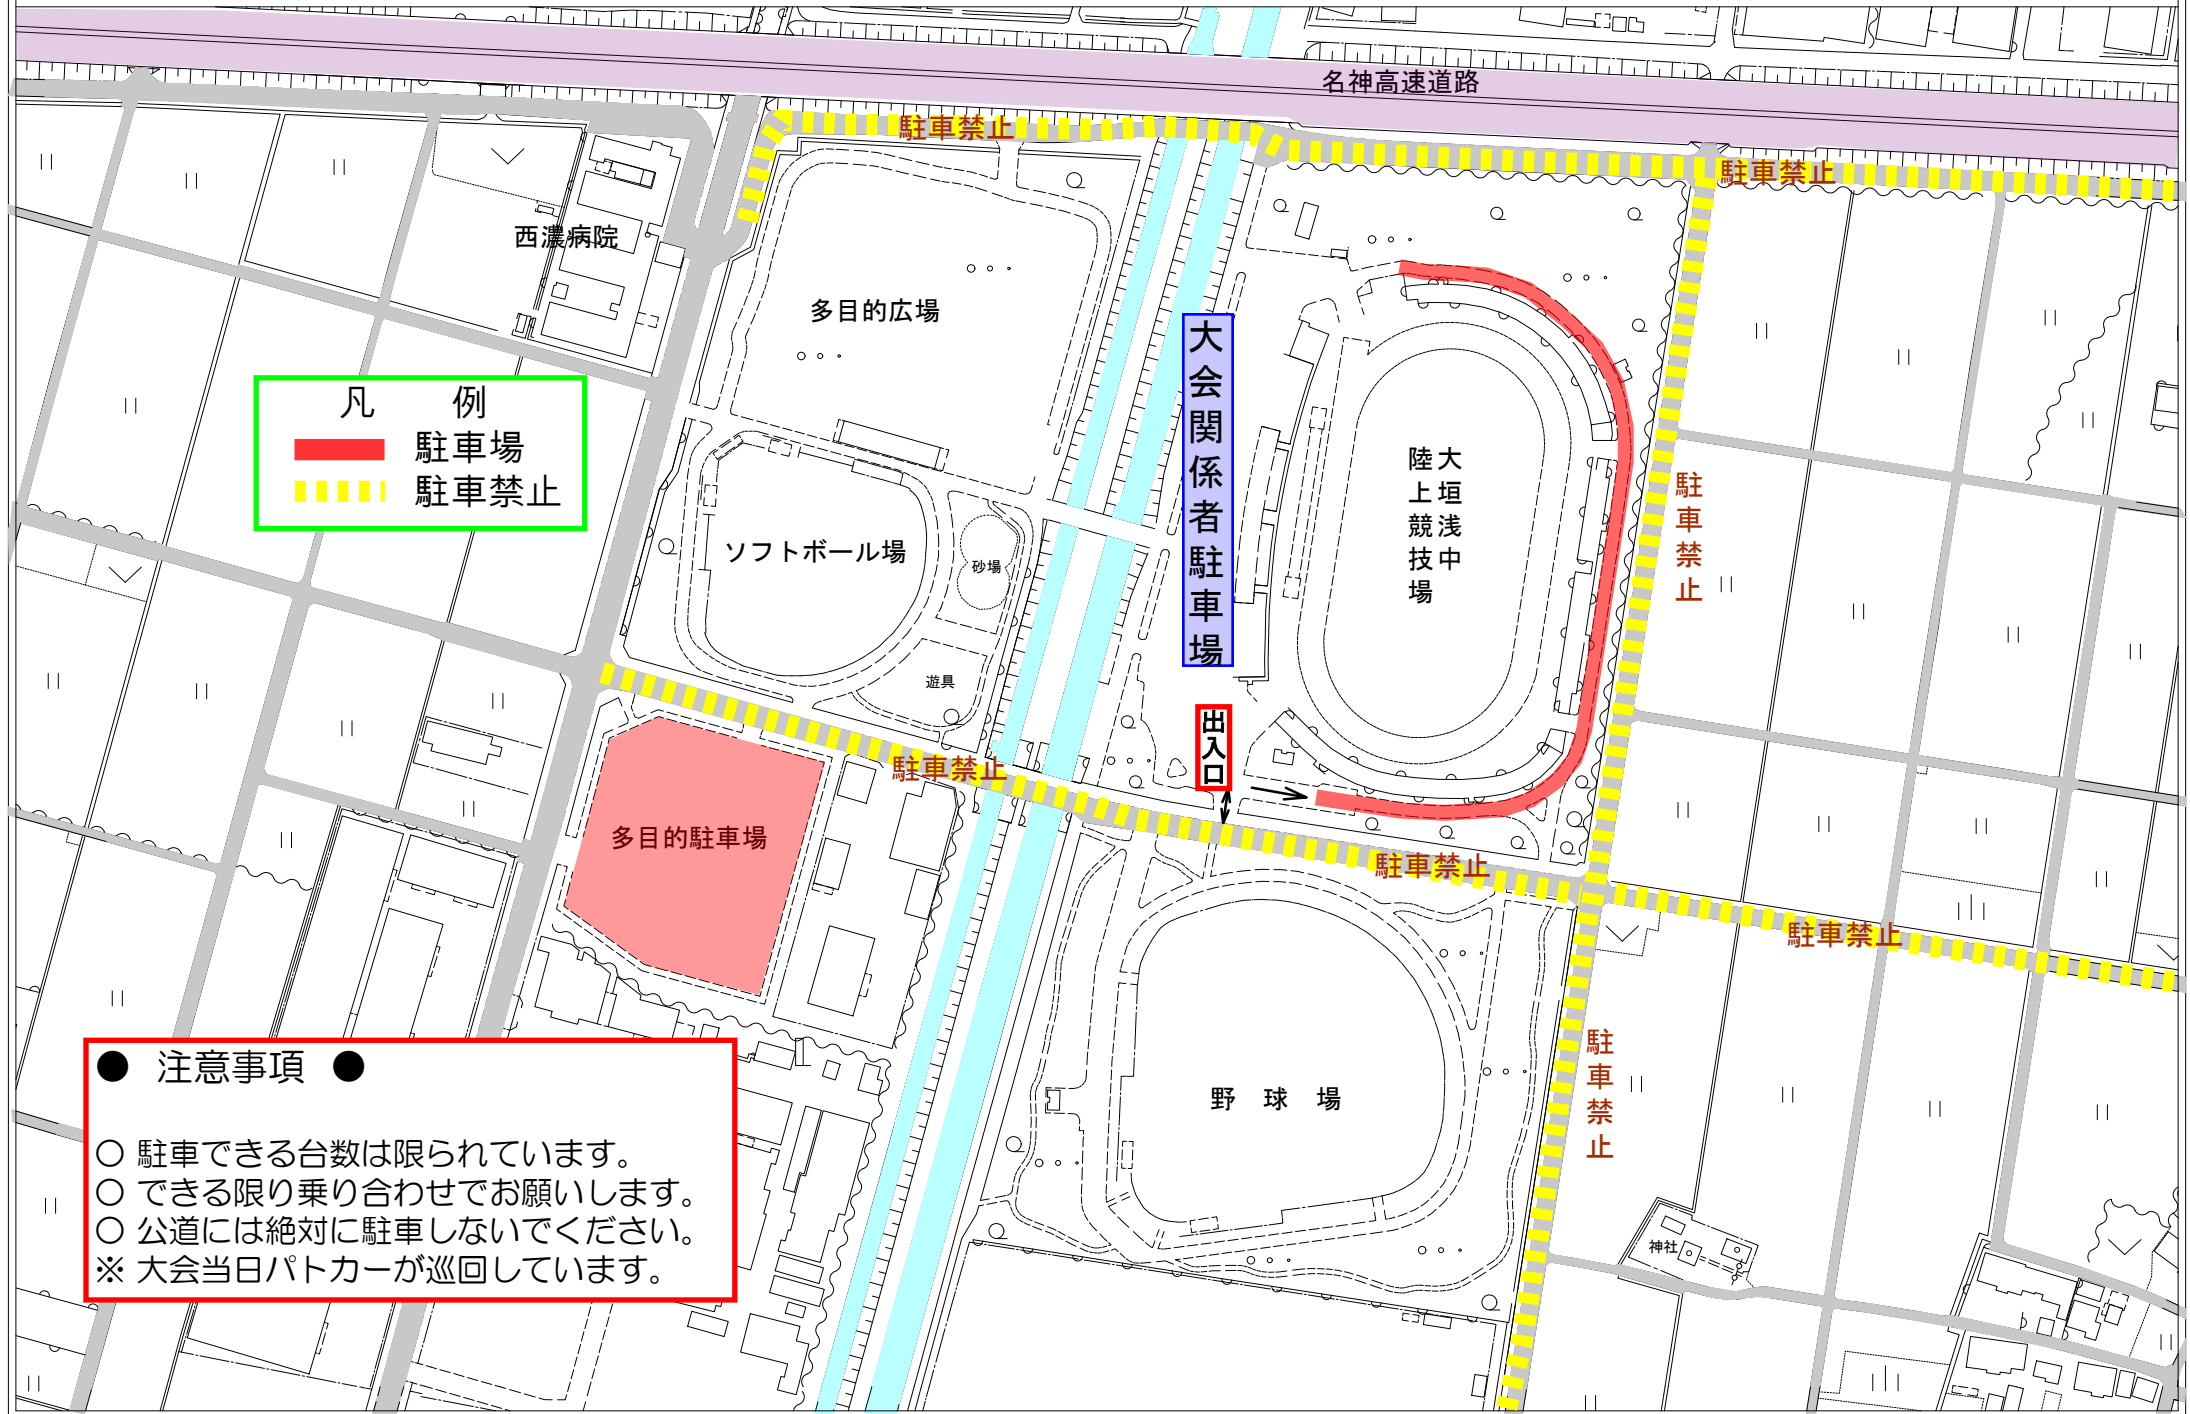 名神高速道路
駐車禁止
駐車禁止
西濃病院
多目的広場
大会関係者駐車場
凡 例
駐車場
駐車禁止
大垣浅中
陸上競技場
駐車禁止
ソフトボール場
砂場
遊具
出入口
駐車禁止
多目的駐車場
駐車禁止
駐車禁止
駐車禁止
野 球 場
神社
● 注意事項 ●
○ 駐車できる台数は限られています。
○ できる限り乗り合わせでお願いします。
○ 公道には絶対に駐車しないでください。
※ 大会当日パトカーが巡回しています。